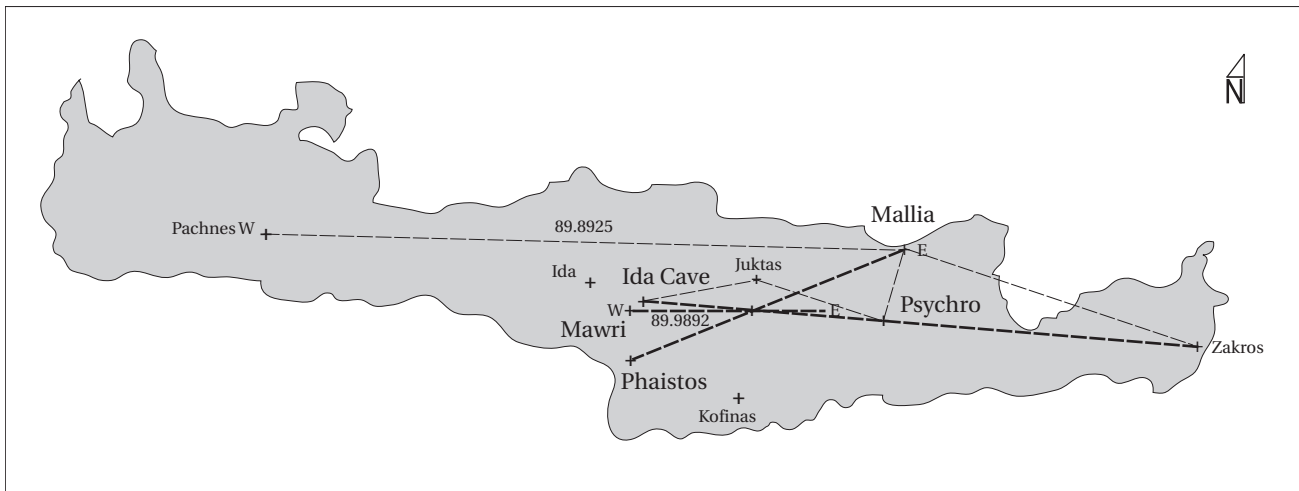 N
Mallia
Pachnes W
89.8925
E
Juktas
Ida
Ida Cave
W
E
Psychro
89.9892
Mawri
Zakros
Phaistos
Kofinas